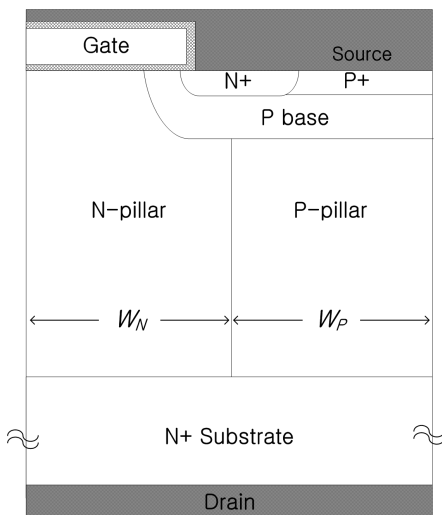 Gate
Source
N+
P+
P base
N-pillar
P-pillar
W_N
W_P
N+ Substrate
Drain